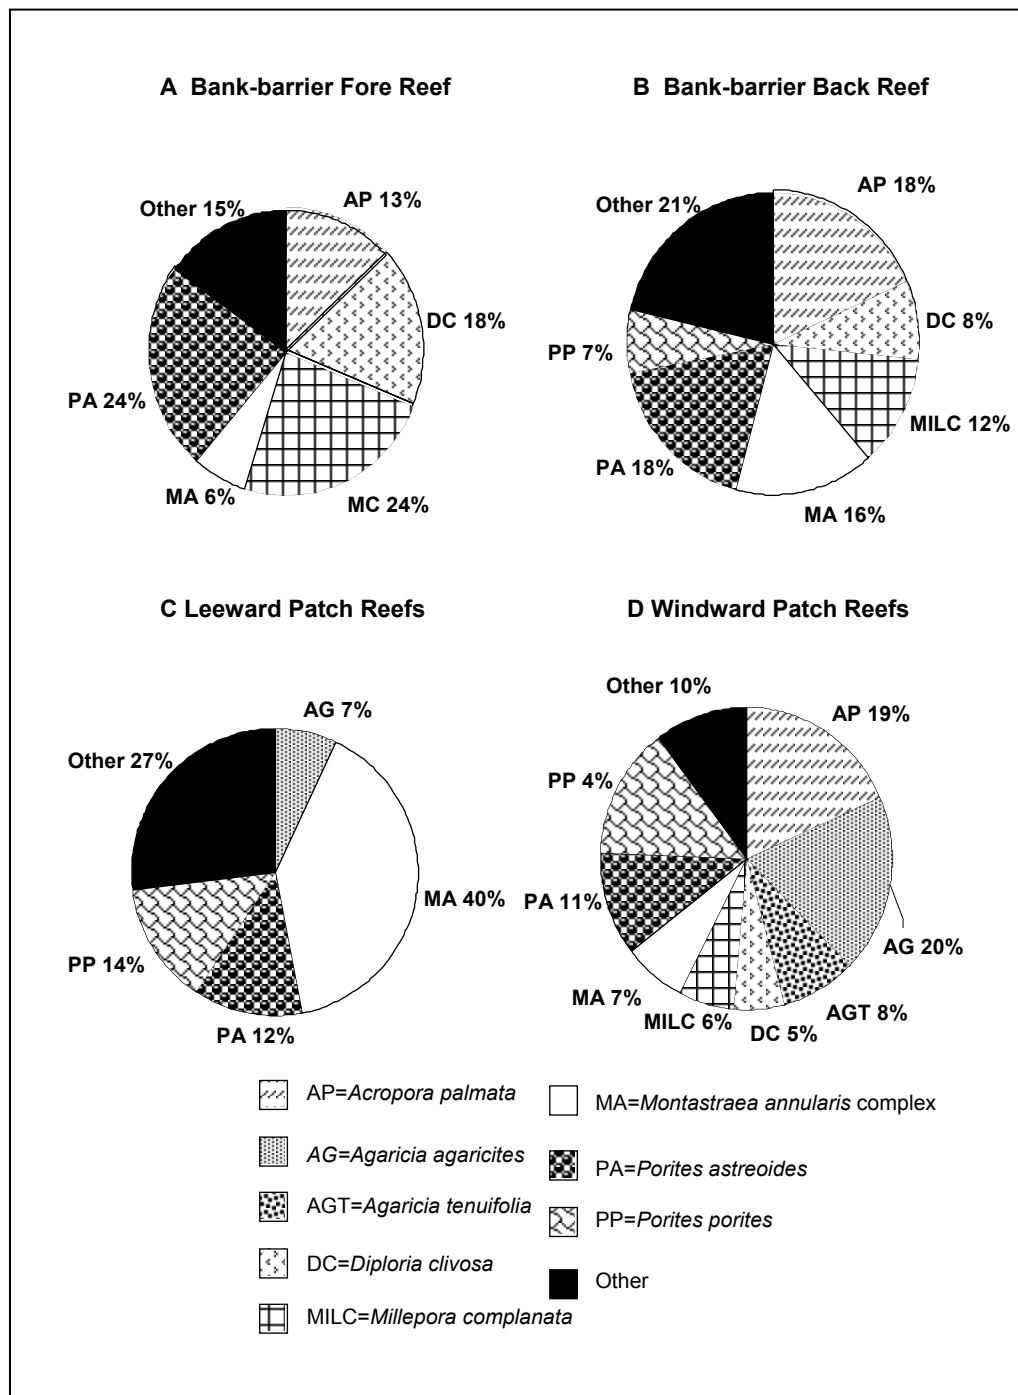 A Bank-barrier Fore Reef
AP 13%
DC 18%
MC 24%
MA 6%
PA 24%
Other 15%
B Bank-barrier Back Reef
AP 18%
DC 8%
MILC 12%
MA 16%
PA 18%
PP 7%
Other 21%
C Leeward Patch Reefs
AG 7%
MA 40%
PA 12%
PP 14%
Other 27%
D Windward Patch Reefs
AP 19%
AG 20%
AGT 8%
DC 5%
MILC 6%
MA 7%
PA 11%
PP 4%
Other 10%
AP=Acropora palmata
AG=Agaricia agaricites
AGT=Agaricia tenuifolia
DC=Diploria clivosa
MILC=Millepora complanata
MA=Montastraea annularis complex
PA=Porites astreoides
PP=Porites porites
Other